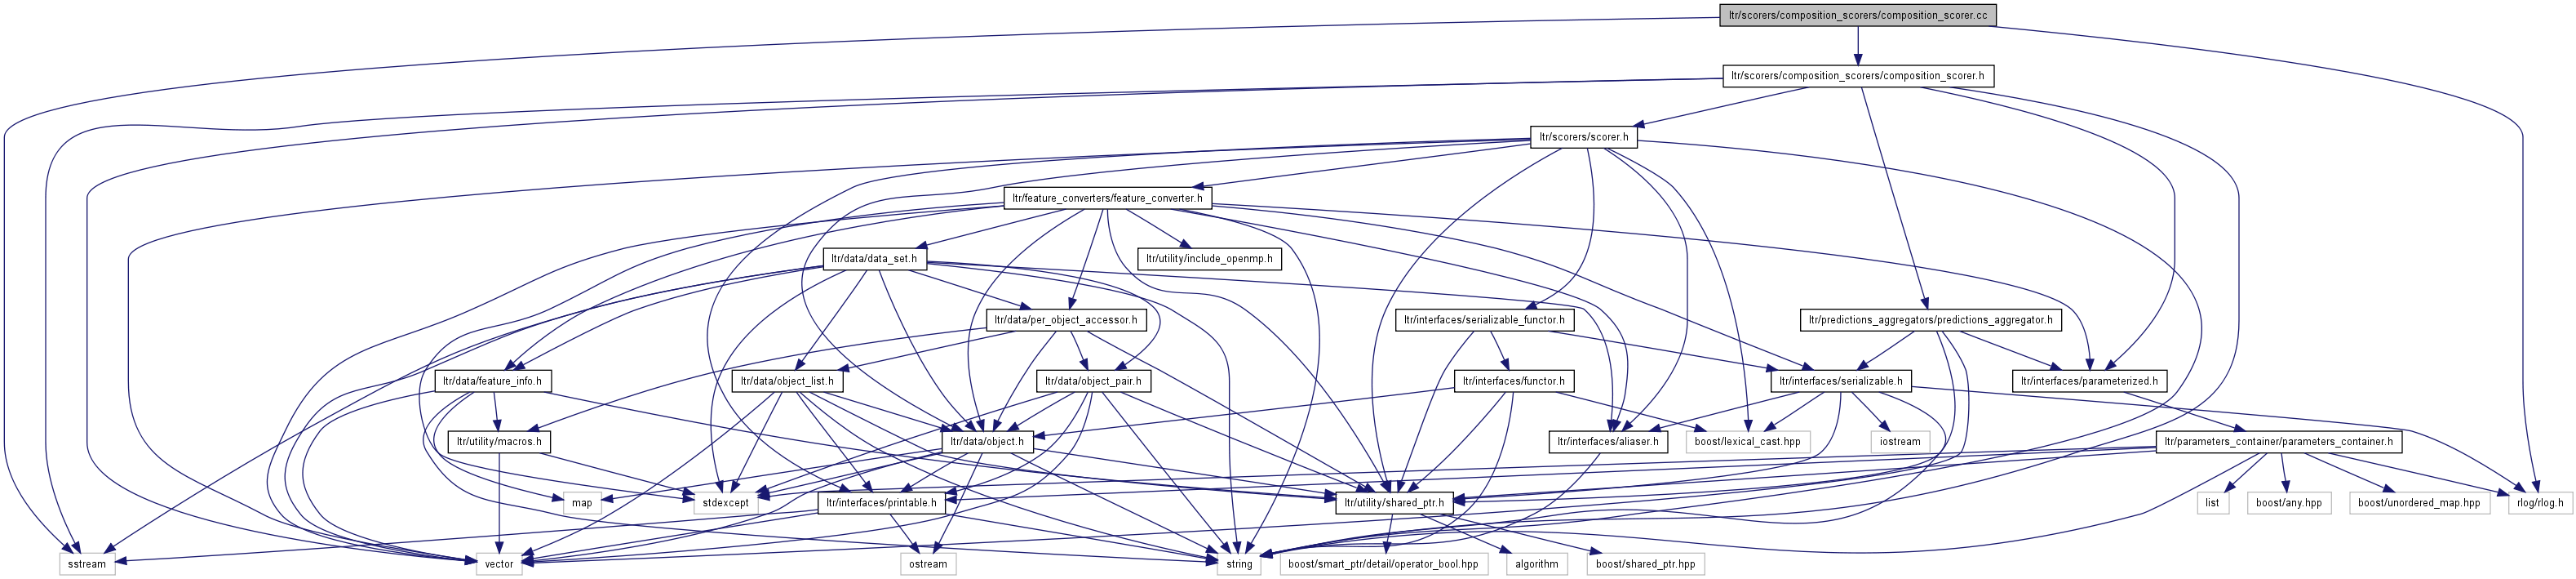 ltr/scorers/composition_scorers/composition_scorer.cc
ltr/scorers/composition_scorers/composition_scorer.h
ltr/scorers/scorer.h
ltr/feature_converters/feature_converter.h
ltr/data/data_set.h
ltr/utility/include_openmp.h
ltr/data/per_object_accessor.h
ltr/interfaces/serializable_functor.h
ltr/predictions_aggregators/predictions_aggregator.h
ltr/data/feature_info.h
ltr/data/object_list.h
ltr/data/object_pair.h
ltr/interfaces/functor.h
ltr/interfaces/serializable.h
ltr/interfaces/parameterized.h
ltr/utility/macros.h
ltr/data/object.h
ltr/interfaces/aliaser.h
boost/lexical_cast.hpp
iostream
ltr/parameters_container/parameters_container.h
map
stdexcept
ltr/interfaces/printable.h
ltr/utility/shared_ptr.h
list
boost/any.hpp
boost/unordered_map.hpp
rlog/rlog.h
sstream
vector
ostream
string
boost/smart_ptr/detail/operator_bool.hpp
algorithm
boost/shared_ptr.hpp